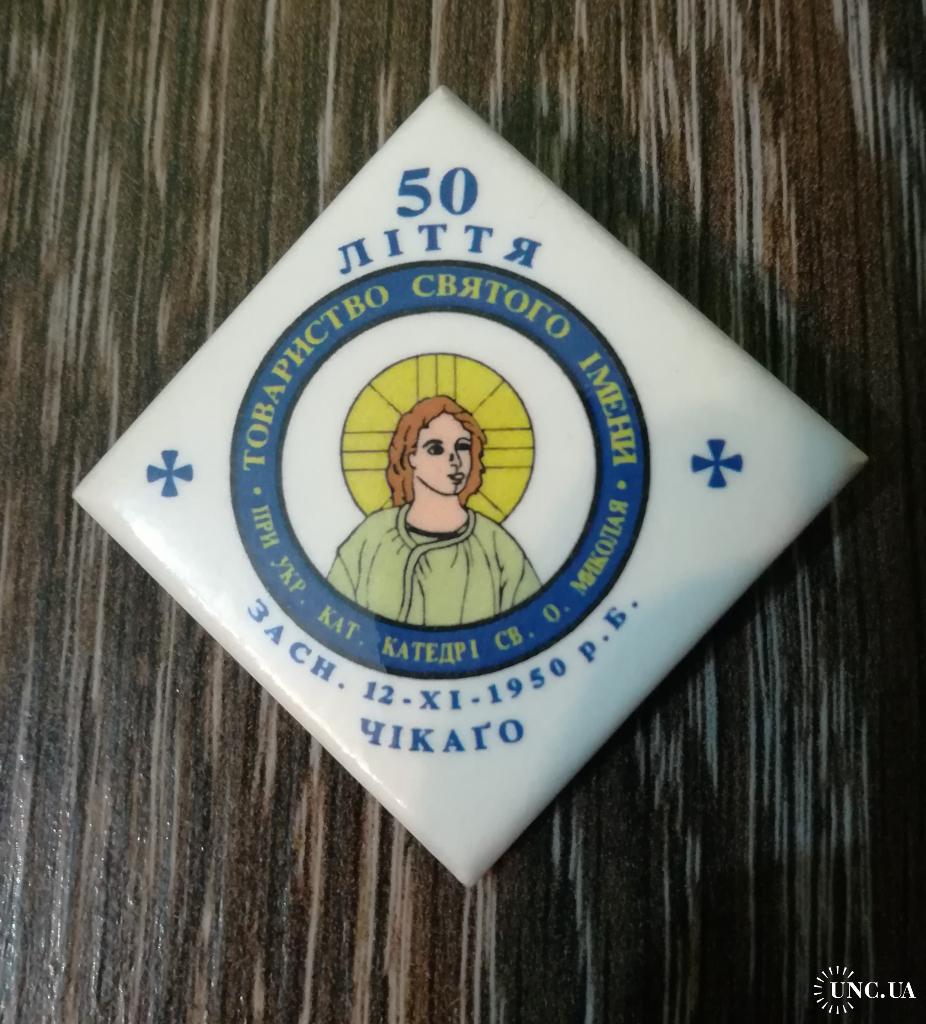 50
ЛІТТЯ
ТОВАРИСТВО СВЯТОГО ІМЕНИ
• ПРИ УКР. КАТ. КАТЕДРІ СВ. О. МИКОЛАЯ •
ЗАСН. 12-XI-1950 р.Б.
ЧІКАҐО
UNC.UA